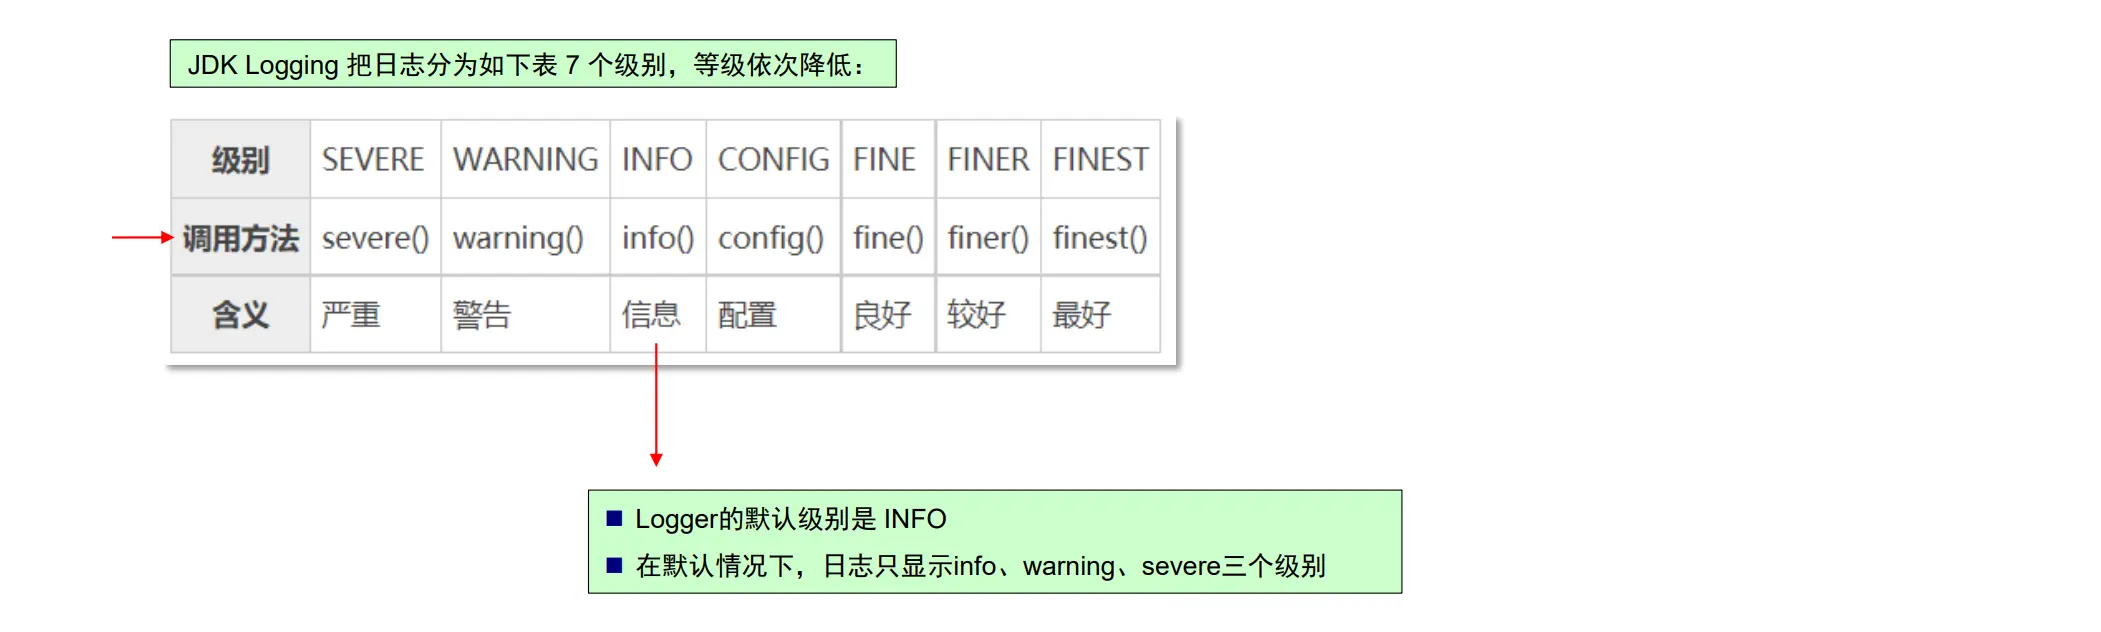 JDK Logging 把日志分为如下表 7 个级别，等级依次降低：
级别 SEVERE WARNING INFO CONFIG FINE FINER FINEST
调用方法 severe() warning() info() config() fine() finer() finest()
含义 严重 警告 信息 配置 良好 较好 最好
Logger的默认级别是 INFO
在默认情况下，日志只显示info、warning、severe三个级别